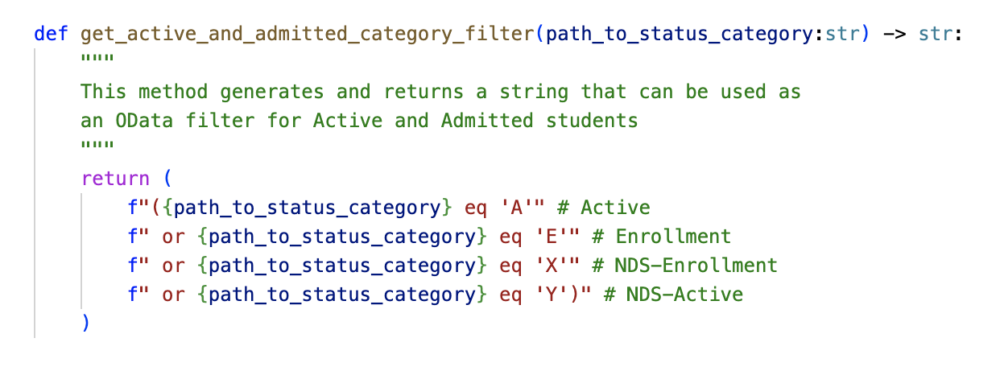 def get_active_and_admitted_category_filter(path_to_status_category:str) -> str:
    """
    This method generates and returns a string that can be used as
    an OData filter for Active and Admitted students
    """
    return (
        f"({path_to_status_category} eq 'A'" # Active
        f" or {path_to_status_category} eq 'E'" # Enrollment
        f" or {path_to_status_category} eq 'X'" # NDS-Enrollment
        f" or {path_to_status_category} eq 'Y')" # NDS-Active
    )